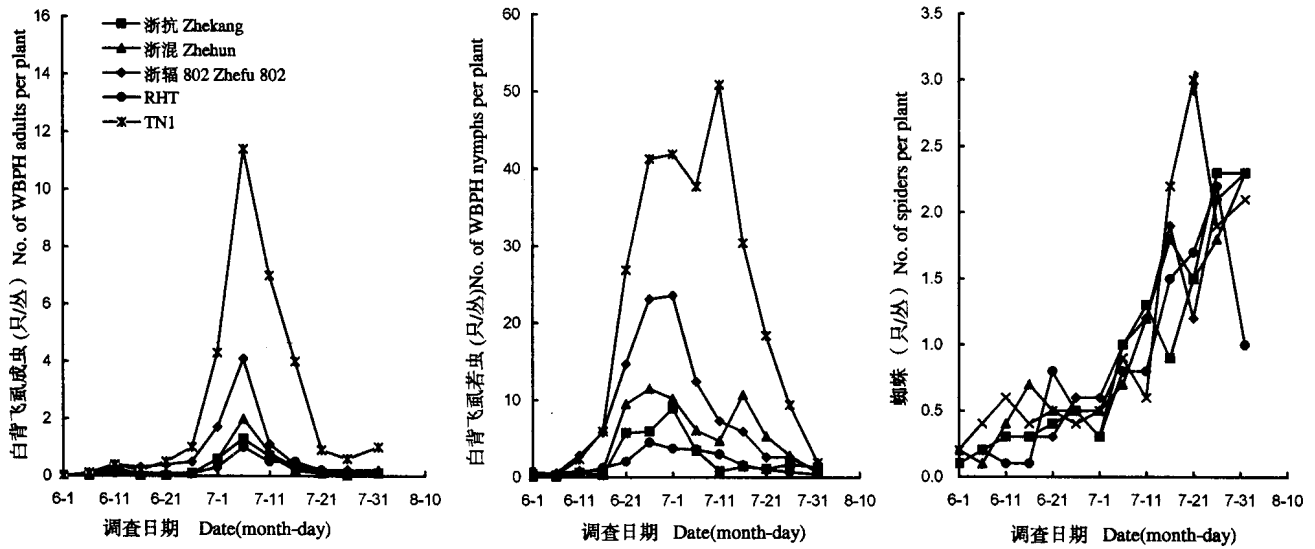 白背飞虱成虫 (只/丛) No. of WBPH adults per plant
16
14
12
10
8
6
4
2
0
浙抗 Zhekang
浙混 Zhehun
浙辐 802 Zhefu 802
RHT
TN1
6-1 6-11 6-21 7-1 7-11 7-21 7-31 8-10
调查日期 Date(month-day)
白背飞虱若虫 (只/丛)No. of WBPH nymphs per plant
60
50
40
30
20
10
0
6-1 6-11 6-21 7-1 7-11 7-21 7-31 8-10
调查日期 Date(month-day)
蜘蛛 (只/丛) No. of spiders per plant
3.5
3.0
2.5
2.0
1.5
1.0
0.5
0.0
6-1 6-11 6-21 7-1 7-11 7-21 7-31 8-10
调查日期 Date(month-day)